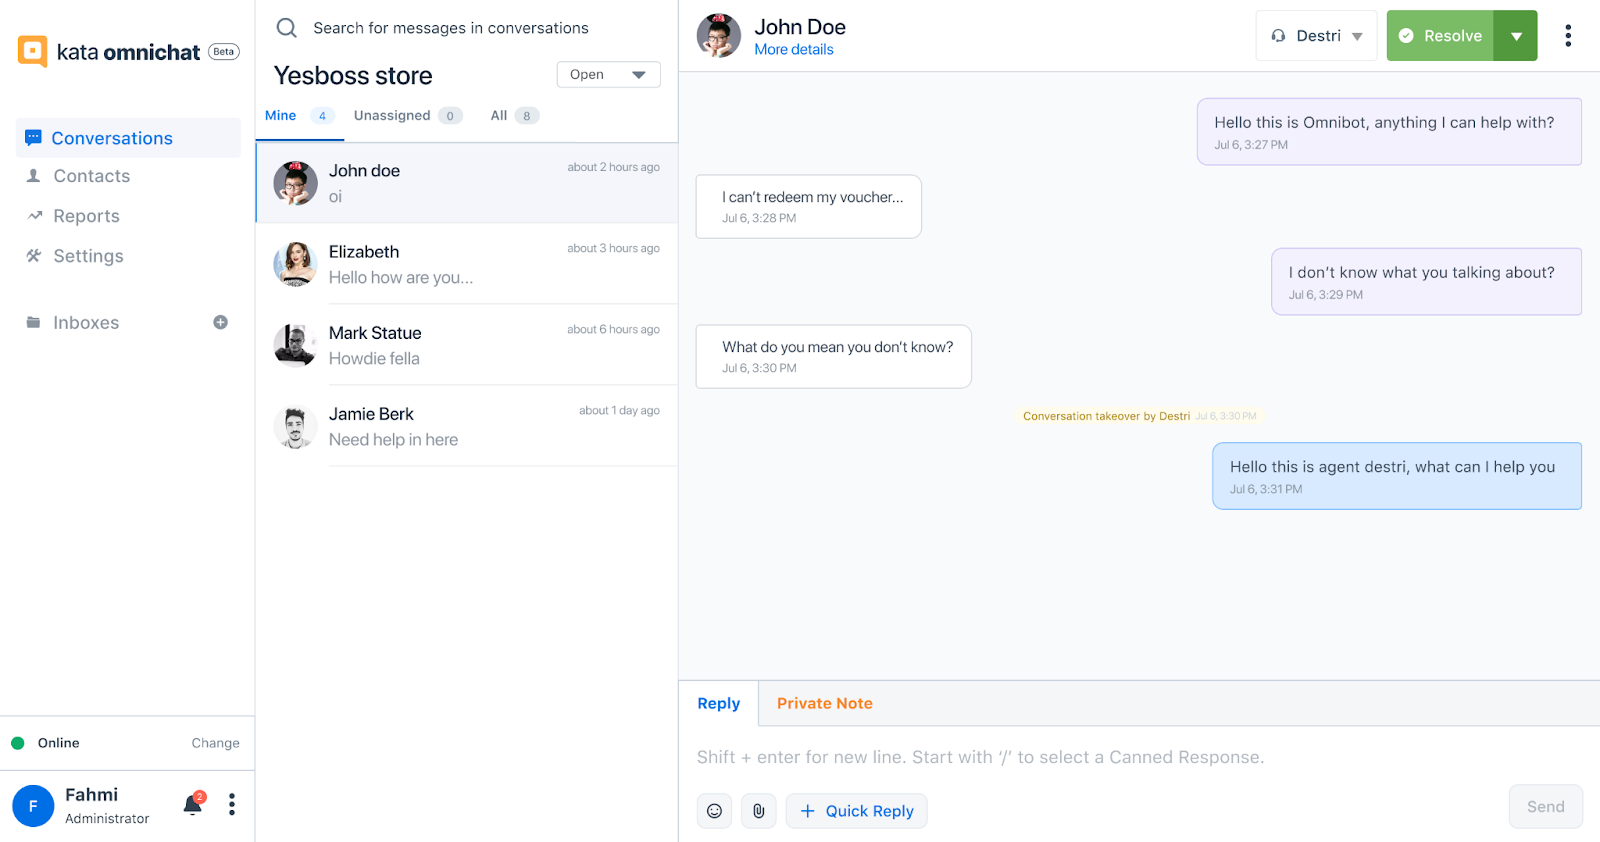 kata omnichat Beta
Conversations
Contacts
Reports
Settings
Inboxes
Online Change
F
Fahmi
Administrator
2
Search for messages in conversations
Yesboss store
Open
Mine 4 Unassigned 0 All 8
John doe about 2 hours ago
oi
Elizabeth about 3 hours ago
Hello how are you...
Mark Statue about 6 hours ago
Howdie fella
Jamie Berk about 1 day ago
Need help in here
John Doe
More details
Destri
Resolve
Hello this is Omnibot, anything I can help with?
Jul 6, 3:27 PM
I can’t redeem my voucher...
Jul 6, 3:28 PM
I don’t know what you talking about?
Jul 6, 3:29 PM
What do you mean you don’t know?
Jul 6, 3:30 PM
Conversation takeover by Destri Jul 6, 3:30 PM
Hello this is agent destri, what can I help you
Jul 6, 3:31 PM
Reply Private Note
Shift + enter for new line. Start with ‘/’ to select a Canned Response.
+ Quick Reply
Send